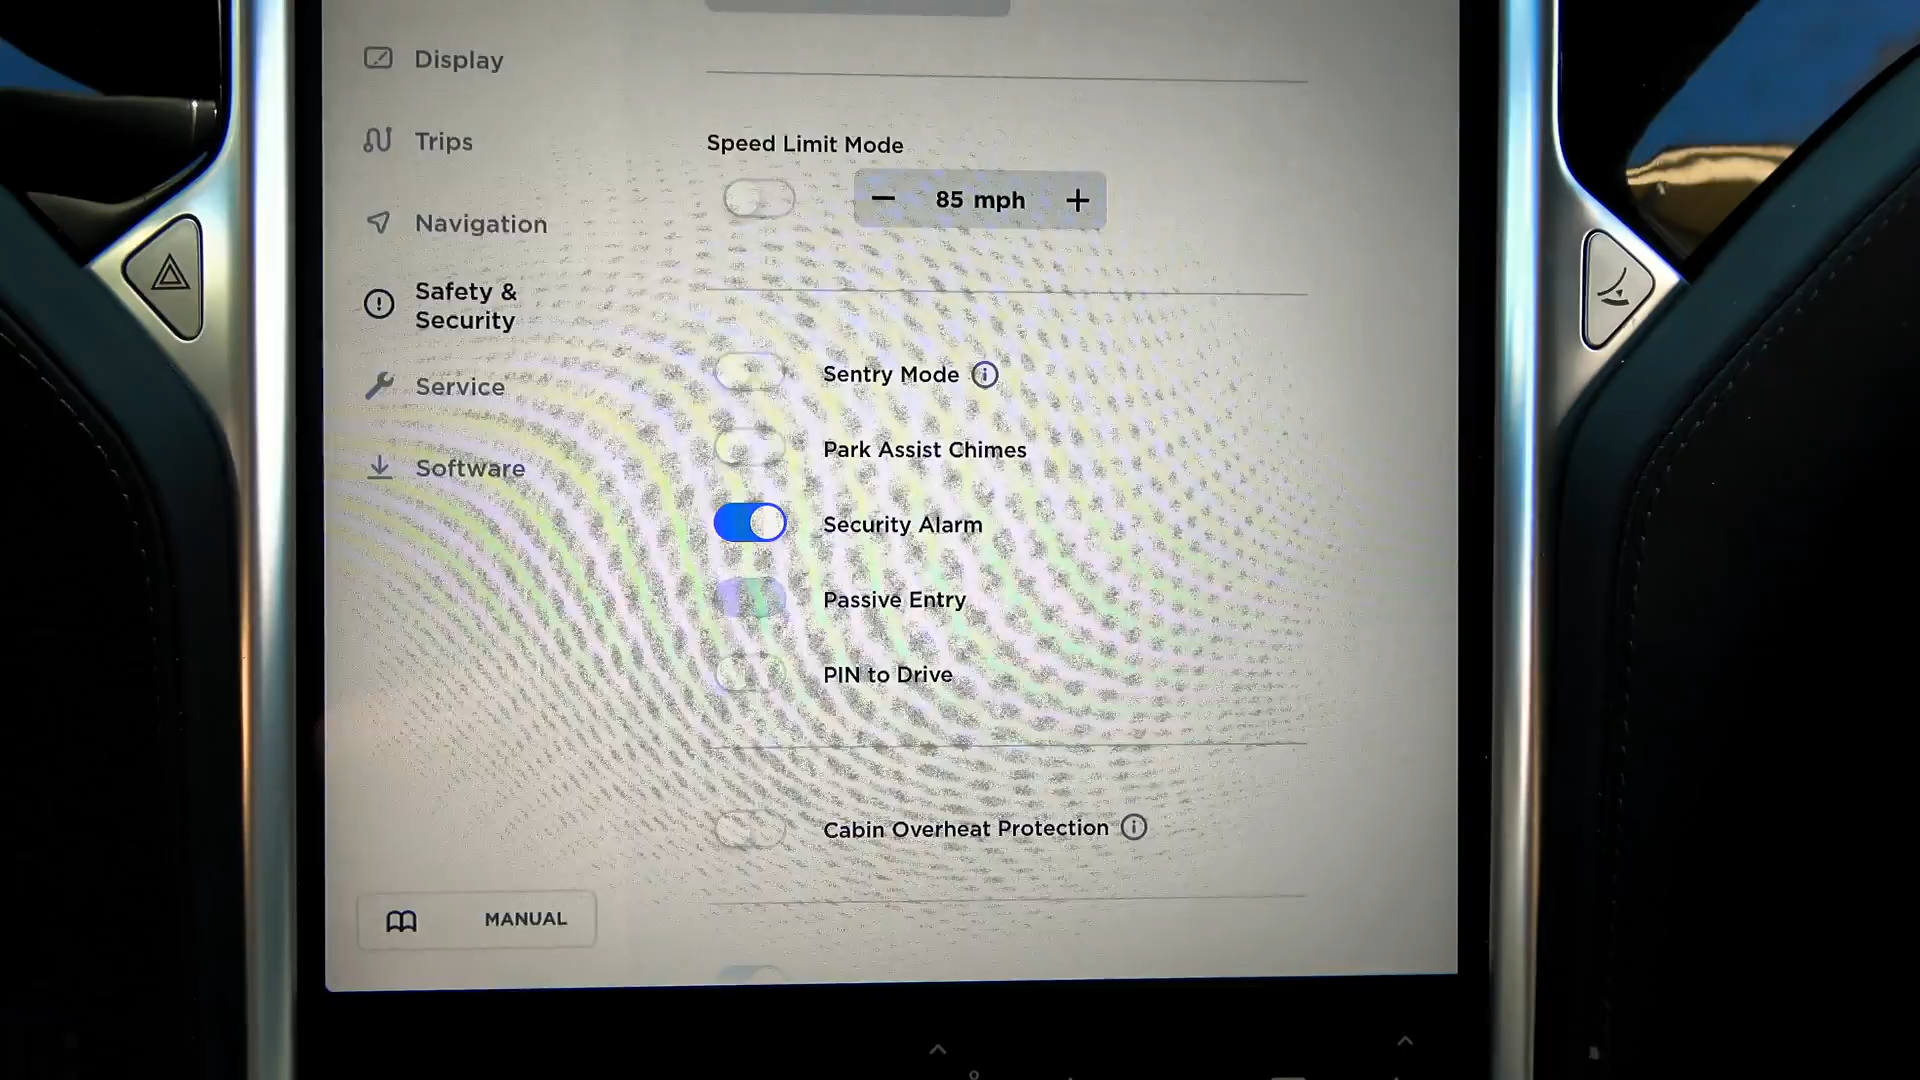 Display
Trips
Navigation
Safety &
Security
Service
Software
MANUAL
Speed Limit Mode
85 mph
Sentry Mode
Park Assist Chimes
Security Alarm
Passive Entry
PIN to Drive
Cabin Overheat Protection